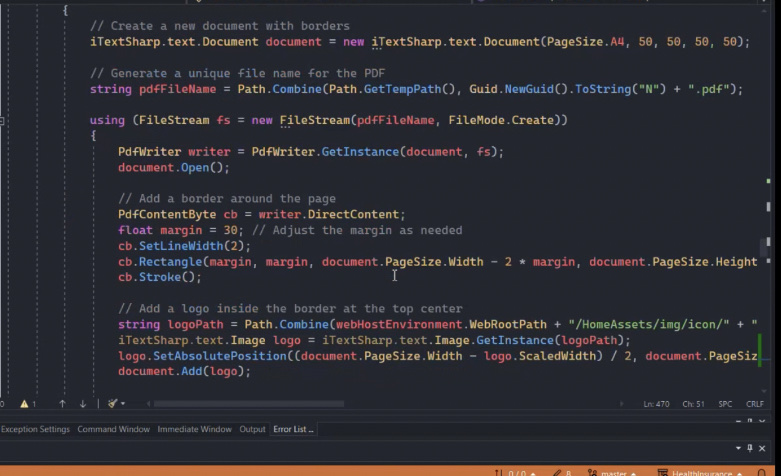 {
// Create a new document with borders
iTextSharp.text.Document document = new iTextSharp.text.Document(PageSize.A4, 50, 50, 50, 50);
// Generate a unique file name for the PDF
string pdfFileName = Path.Combine(Path.GetTempPath(), Guid.NewGuid().ToString("N") + ".pdf");
using (FileStream fs = new FileStream(pdfFileName, FileMode.Create))
{
PdfWriter writer = PdfWriter.GetInstance(document, fs);
document.Open();
// Add a border around the page
PdfContentByte cb = writer.DirectContent;
float margin = 30; // Adjust the margin as needed
cb.SetLineWidth(2);
cb.Rectangle(margin, margin, document.PageSize.Width - 2 * margin, document.PageSize.Height
cb.Stroke();
// Add a logo inside the border at the top center
string logoPath = Path.Combine(webHostEnvironment.WebRootPath + "/HomeAssets/img/icon/" + "
iTextSharp.text.Image logo = iTextSharp.text.Image.GetInstance(logoPath);
logo.SetAbsolutePosition((document.PageSize.Width - logo.ScaledWidth) / 2, document.PageSiz
document.Add(logo);
1 Ln: 470 Ch: 51 SPC CRLF
Exception Settings Command Window Immediate Window Output Error List ...
0 / 0 8 master HealthInsurance